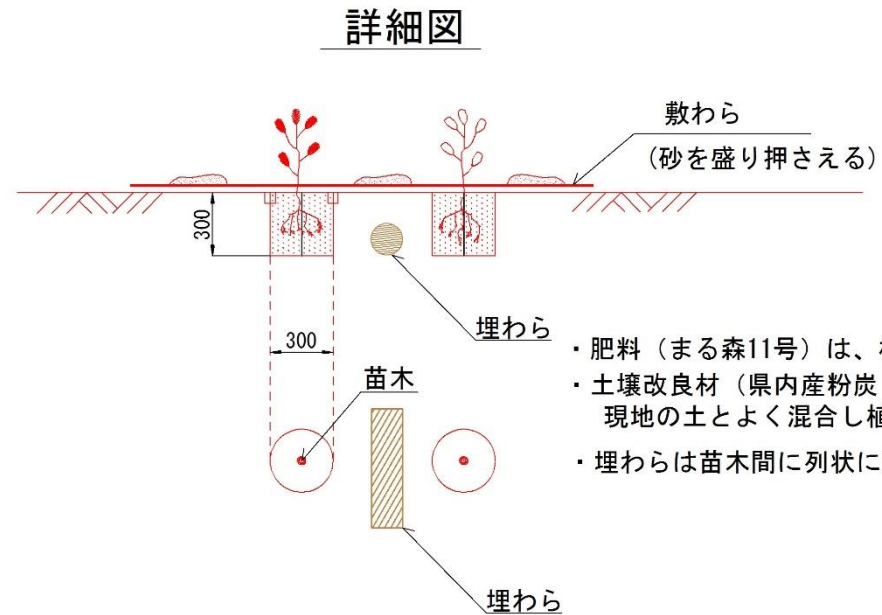 詳細図
敷わら
(砂を盛り押さえる)
300
埋わら
300
苗木
・肥料（まる森11号）は、
・土壌改良材（県内産粉炭
現地の土とよく混合し植
・埋わらは苗木間に列状に
埋わら